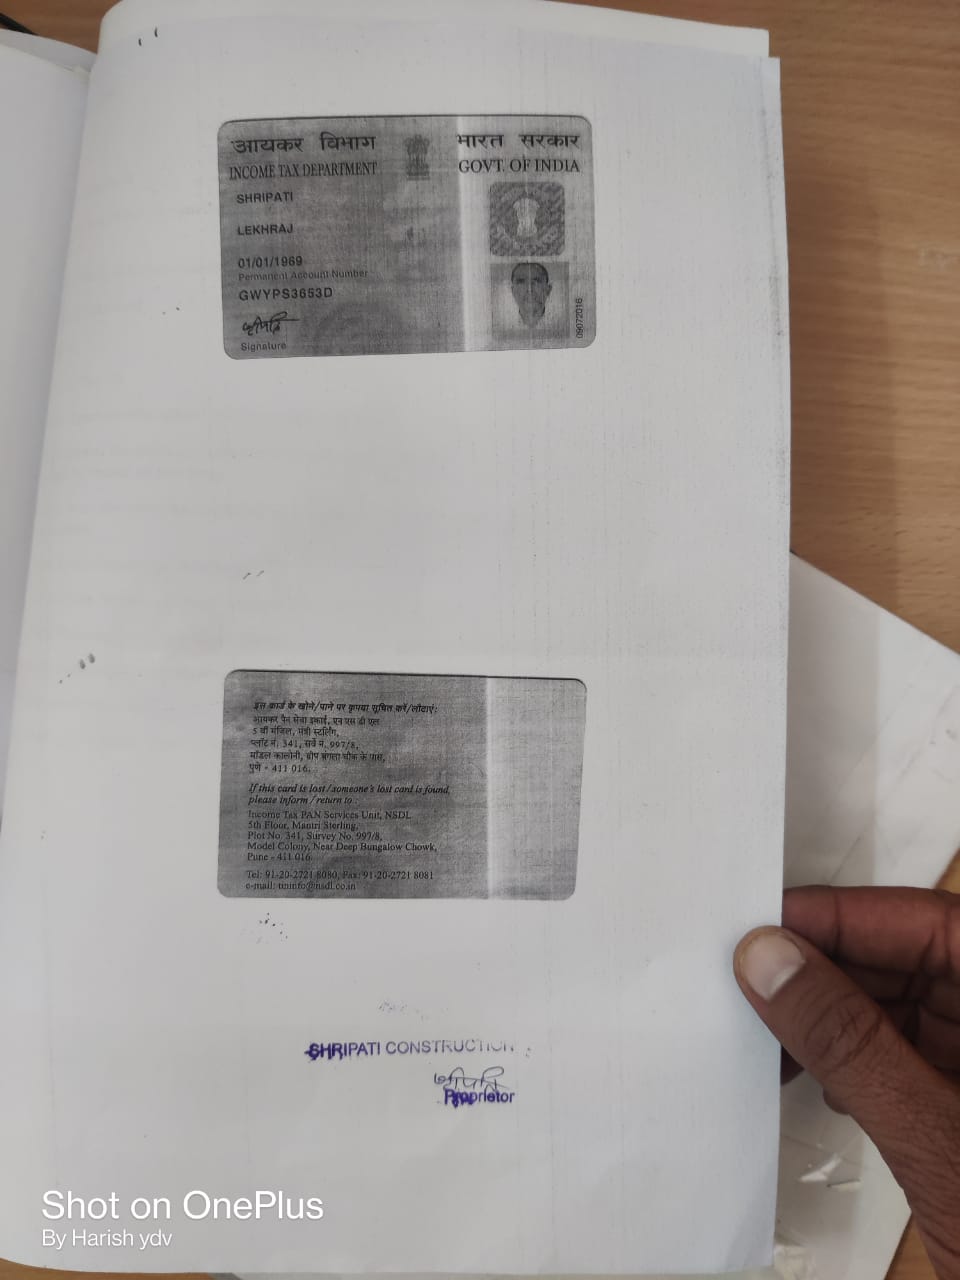 आयकर विभाग
INCOME TAX DEPARTMENT
भारत सरकार
GOVT. OF INDIA
SHRIPATI
LEKHRAJ
01/01/1969
Permanent Account Number
GWYPS3653D
श्रीपति
Signature
09072016
इस कार्ड के खोने/पाने पर कृपया सूचित करें/लौटाएं:
आयकर पैन सेवा इकाई, एन एस डी एल
5 वीं मंजिल, मंत्री स्टर्लिंग,
प्लॉट नं. 341, सर्वे नं. 997/8,
मॉडल कालोनी, दीप बंगला चौक के पास,
पुणे - 411 016.
If this card is lost/someone's lost card is found,
please inform/return to :
Income Tax PAN Services Unit, NSDL
5th Floor, Mantri Sterling,
Plot No. 341, Survey No. 997/8,
Model Colony, Near Deep Bungalow Chowk,
Pune - 411 016.
Tel: 91-20-2721 8080, Fax: 91-20-2721 8081
e-mail: tininfo@nsdl.co.in
SHRIPATI CONSTRUCTION
श्रीपति
Proprietor
Shot on OnePlus
By Harish ydv